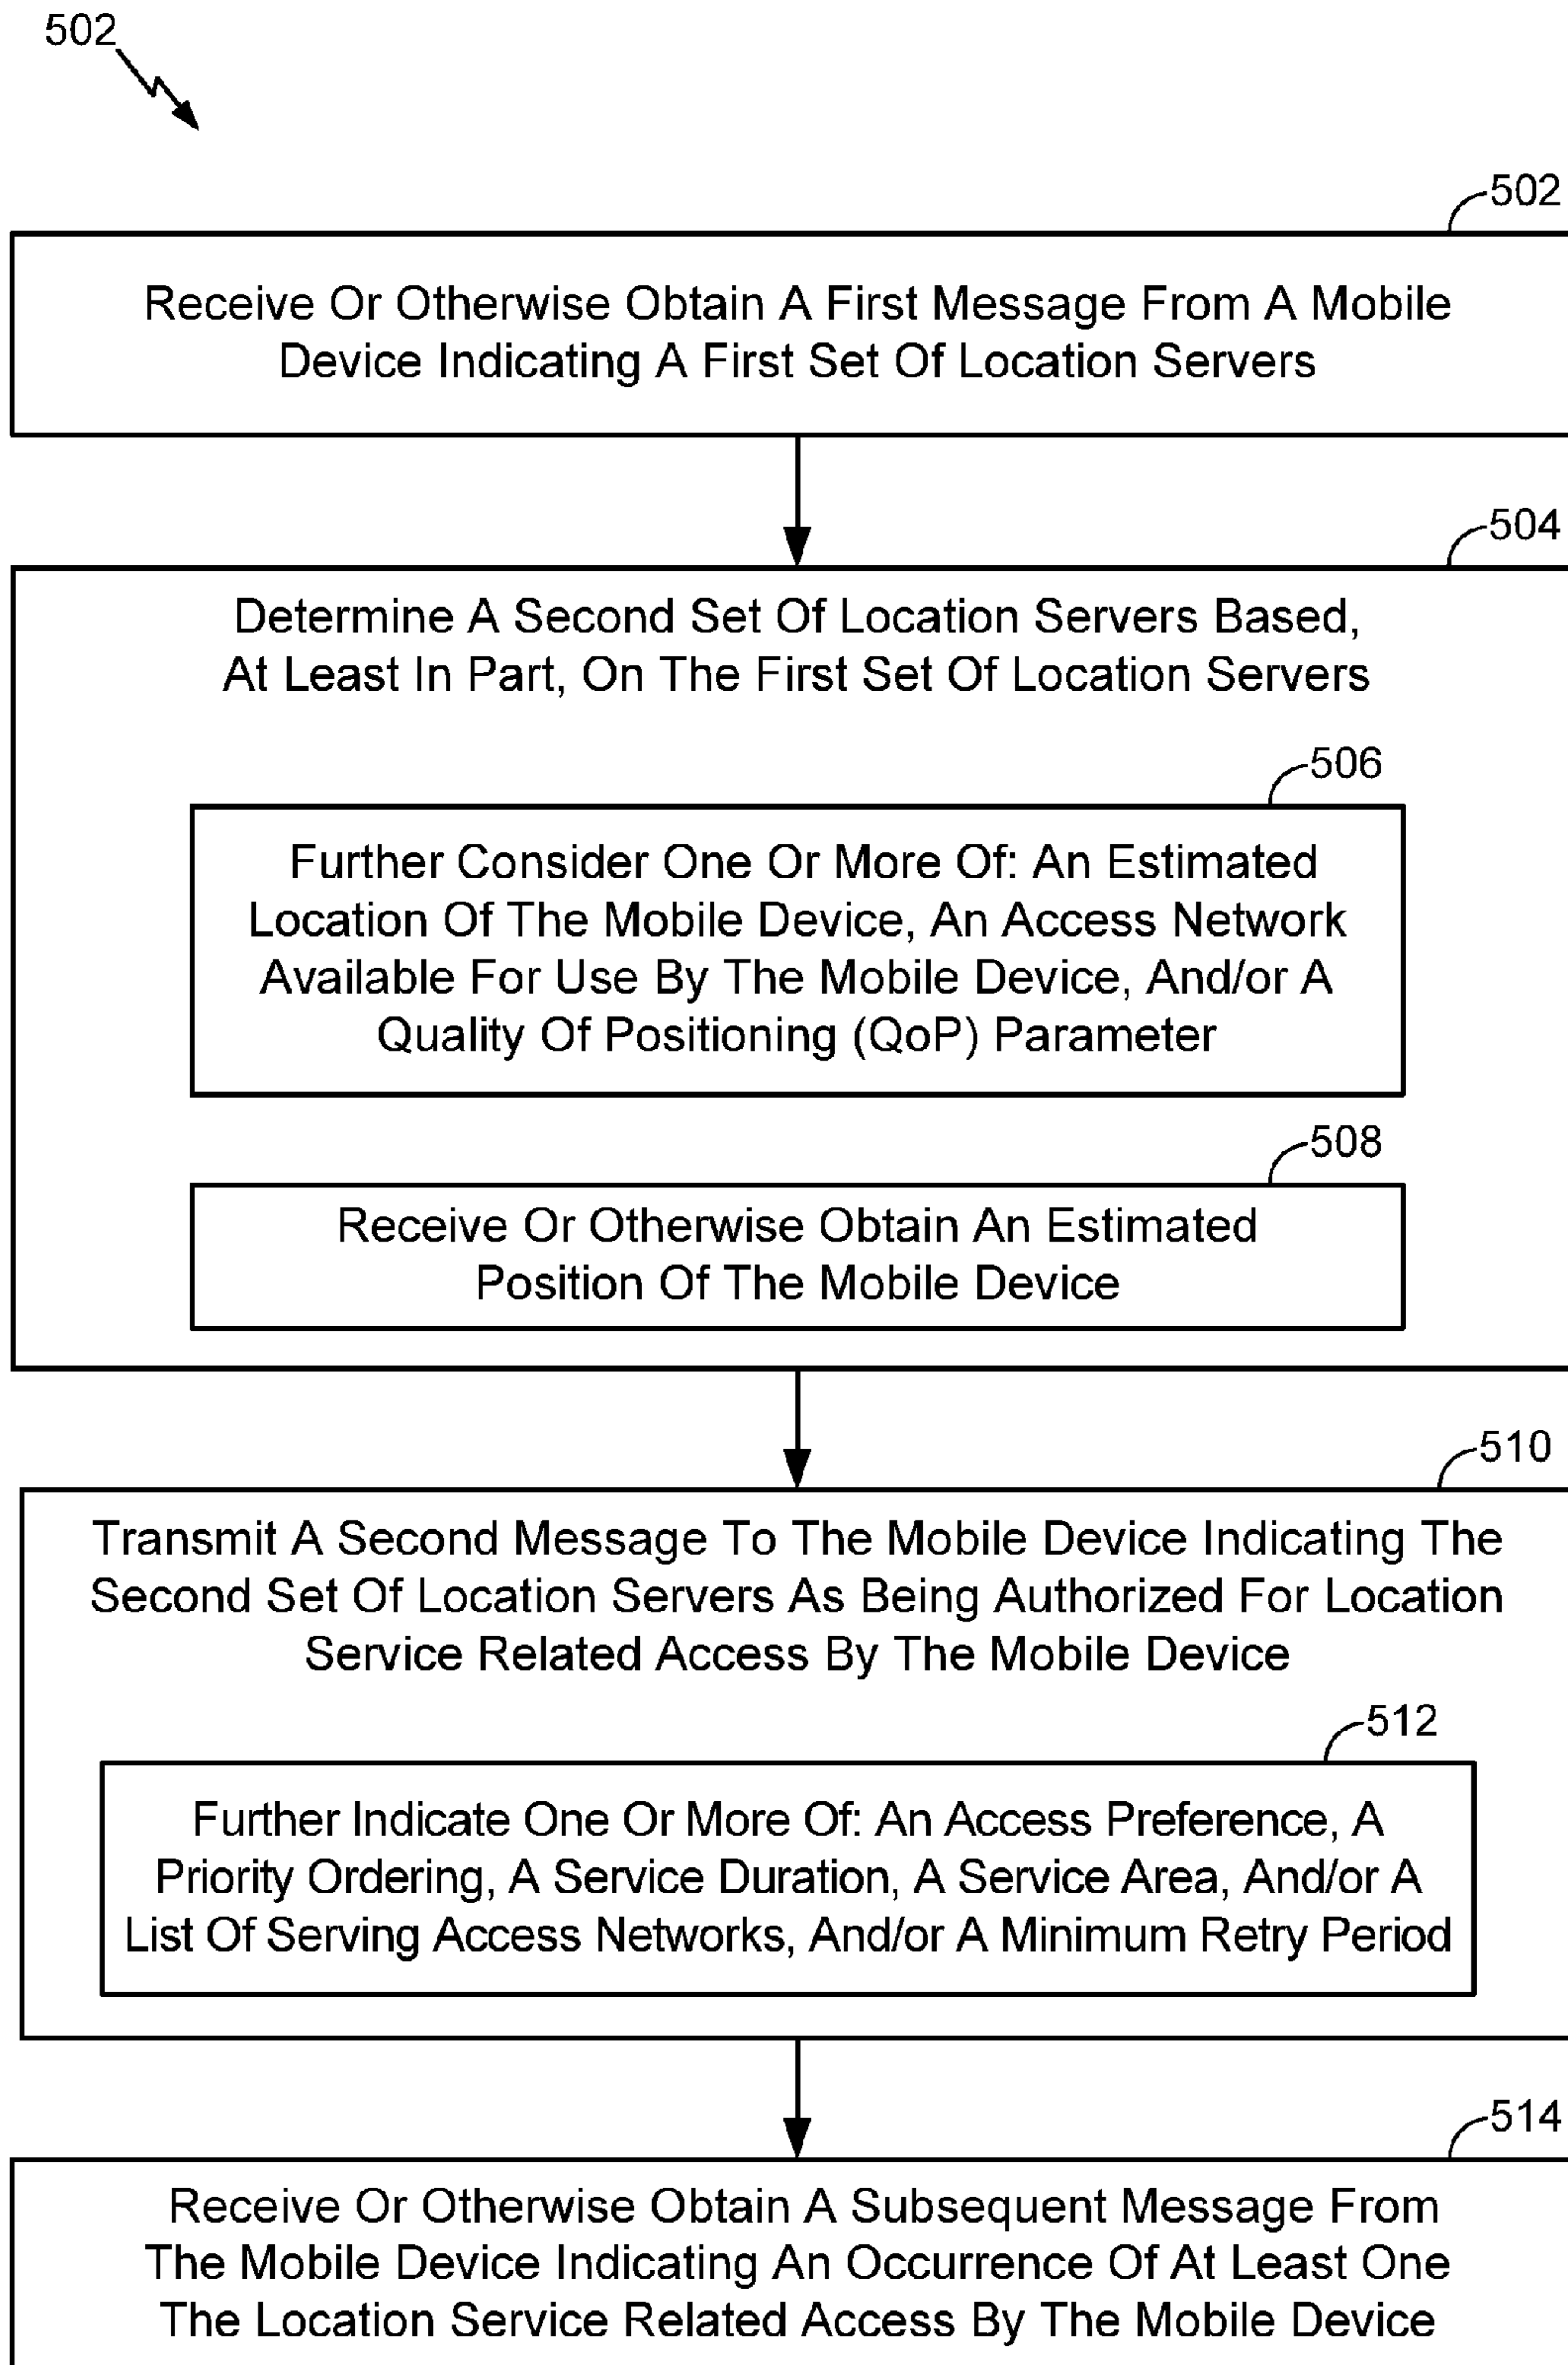 502
502
Receive Or Otherwise Obtain A First Message From A Mobile
Device Indicating A First Set Of Location Servers
504
Determine A Second Set Of Location Servers Based,
At Least In Part, On The First Set Of Location Servers
506
Further Consider One Or More Of: An Estimated
Location Of The Mobile Device, An Access Network
Available For Use By The Mobile Device, And/or A
Quality Of Positioning (QoP) Parameter
508
Receive Or Otherwise Obtain An Estimated
Position Of The Mobile Device
510
Transmit A Second Message To The Mobile Device Indicating The
Second Set Of Location Servers As Being Authorized For Location
Service Related Access By The Mobile Device
512
Further Indicate One Or More Of: An Access Preference, A
Priority Ordering, A Service Duration, A Service Area, And/or A
List Of Serving Access Networks, And/or A Minimum Retry Period
514
Receive Or Otherwise Obtain A Subsequent Message From
The Mobile Device Indicating An Occurrence Of At Least One
The Location Service Related Access By The Mobile Device